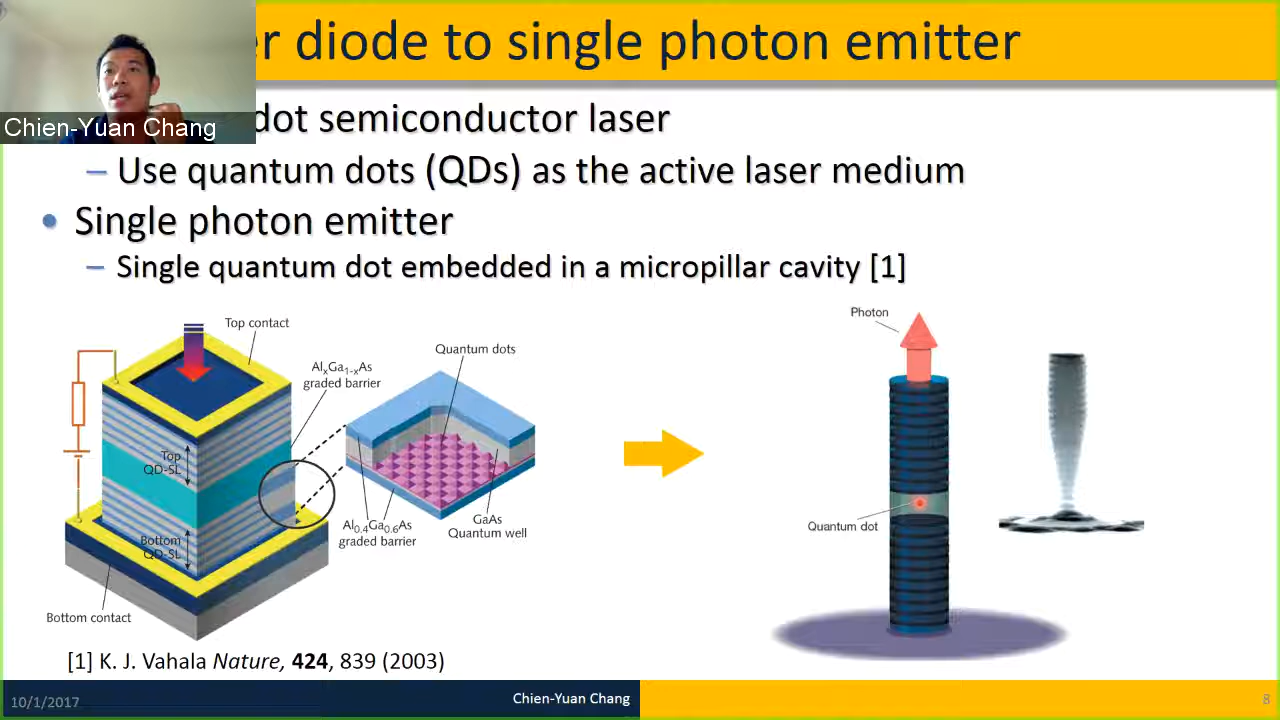 er diode to single photon emitter
Chien-Yuan Chang
dot semiconductor laser
– Use quantum dots (QDs) as the active laser medium
• Single photon emitter
– Single quantum dot embedded in a micropillar cavity [1]
Top contact
AlxGa1-xAs
graded barrier
Quantum dots
Top
QD-SL
Bottom
QD-SL
Al0.4Ga0.6As
graded barrier
GaAs
Quantum well
Bottom contact
Photon
Quantum dot
[1] K. J. Vahala Nature, 424, 839 (2003)
10/1/2017
Chien-Yuan Chang
8